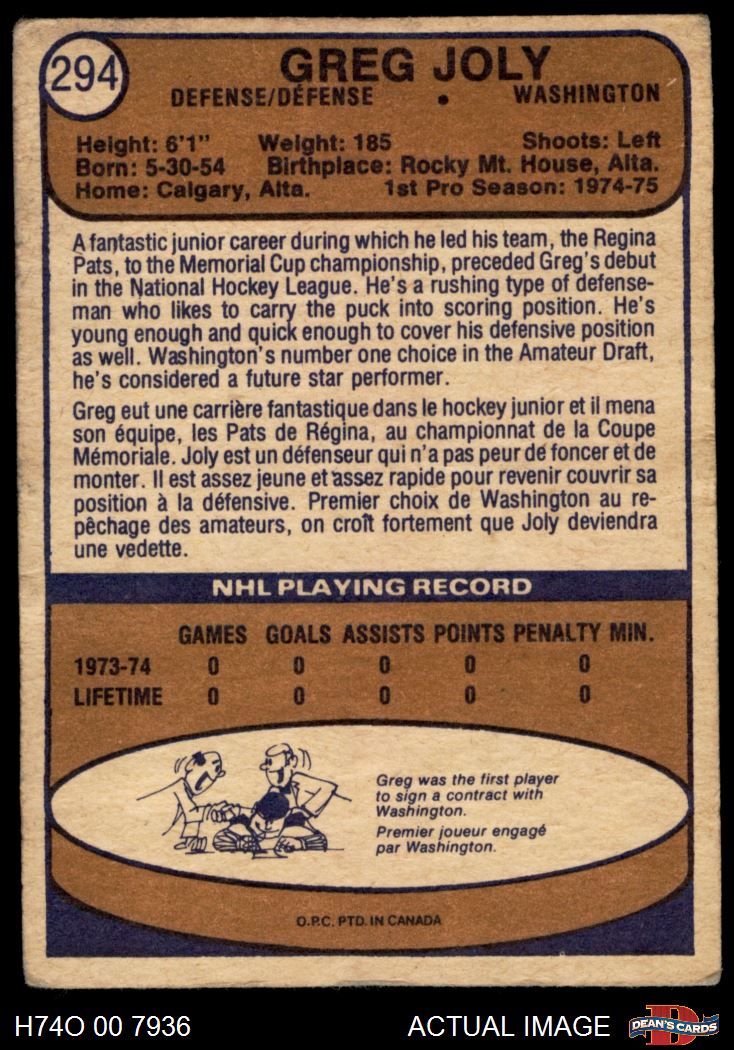 294
GREG JOLY
DEFENSE/DÉFENSE • WASHINGTON
Height: 6'1" Weight: 185 Shoots: Left
Born: 5-30-54 Birthplace: Rocky Mt. House, Alta.
Home: Calgary, Alta. 1st Pro Season: 1974-75
A fantastic junior career during which he led his team, the Regina
Pats, to the Memorial Cup championship, preceded Greg's debut
in the National Hockey League. He's a rushing type of defense-
man who likes to carry the puck into scoring position. He's
young enough and quick enough to cover his defensive position
as well. Washington's number one choice in the Amateur Draft,
he's considered a future star performer.
Greg eut une carrière fantastique dans le hockey junior et il mena
son équipe, les Pats de Régina, au championnat de la Coupe
Mémoriale. Joly est un défenseur qui n'a pas peur de foncer et de
monter. Il est assez jeune et assez rapide pour revenir couvrir sa
position à la défensive. Premier choix de Washington au re-
pêchage des amateurs, on croît fortement que Joly deviendra
une vedette.
NHL PLAYING RECORD
GAMES GOALS ASSISTS POINTS PENALTY MIN.
1973-74 0 0 0 0 0
LIFETIME 0 0 0 0 0
Greg was the first player
to sign a contract with
Washington.
Premier joueur engagé
par Washington.
O.P.C. PTD. IN CANADA
H74O 00 7936 ACTUAL IMAGE D DEAN'S CARDS